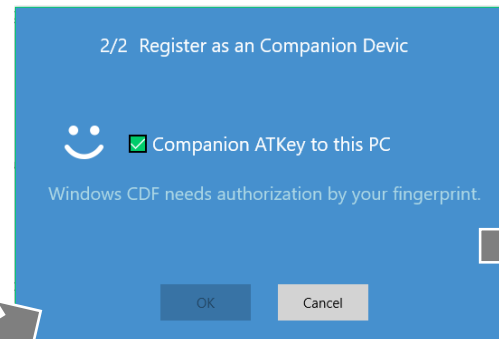 2/2 Register as an Companion Devic
Companion ATKey to this PC
Windows CDF needs authorization by your fingerprint.
OK
Cancel